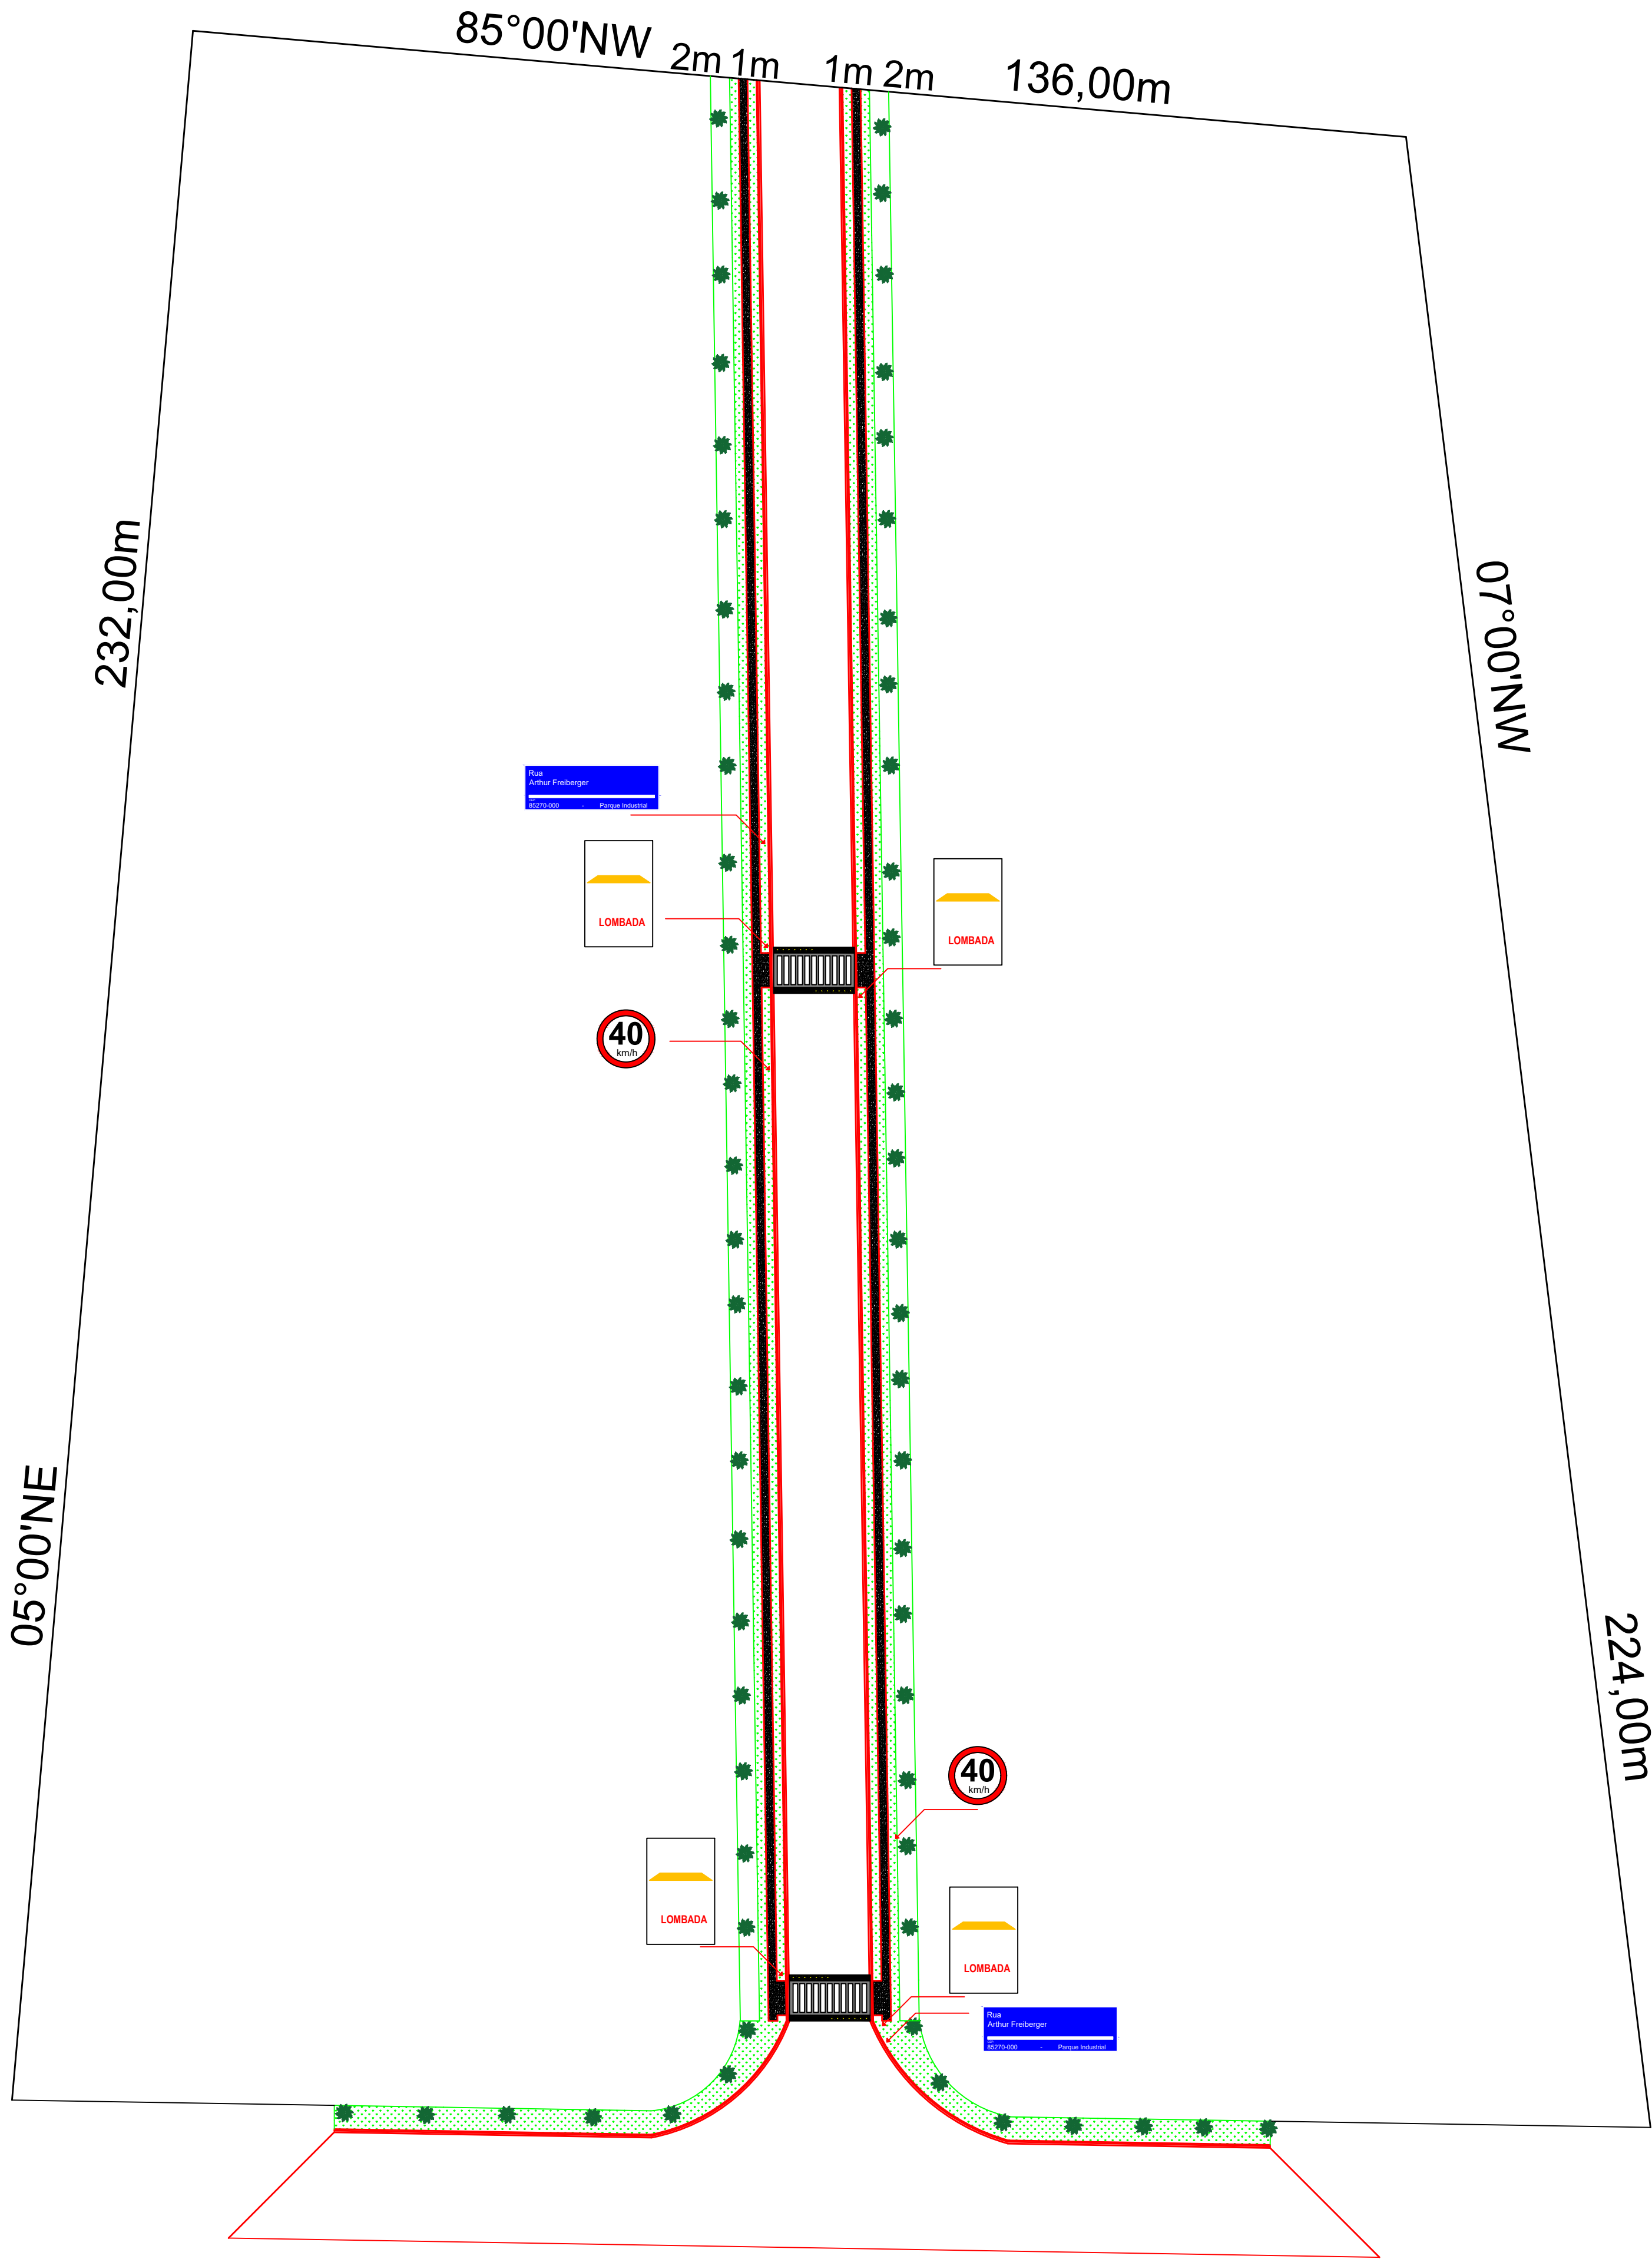 85°00'NW
2m 1m
1m 2m
136,00m
232,00m
07°00'NW
Rua
Arthur Freiberger
85270-000 - Parque Industrial
LOMBADA
LOMBADA
40
km/h
05°00'NE
224,00m
40
km/h
LOMBADA
LOMBADA
Rua
Arthur Freiberger
85270-000 - Parque Industrial